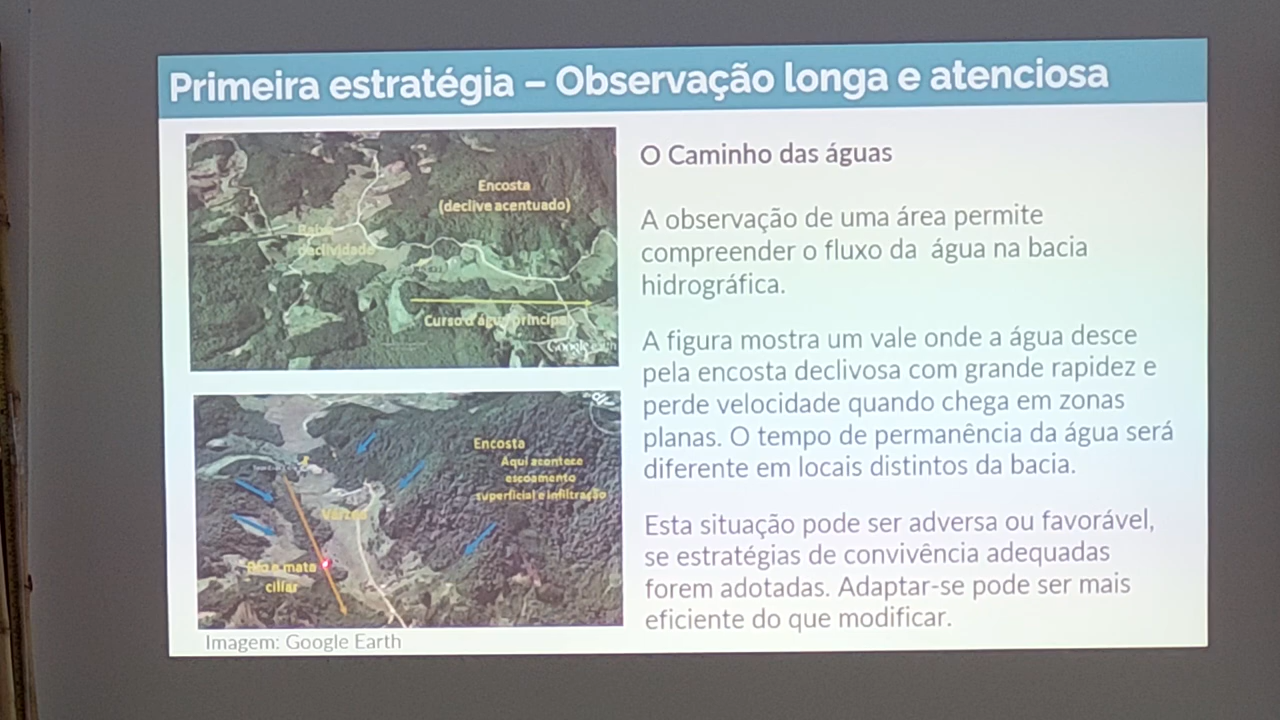 Primeira estratégia – Observação longa e atenciosa
Encosta
(declive acentuado)
Baixa
declividade
Curso d'água principal
Google earth
Encosta
Aqui acontece
escoamento
superficial e infiltração
Várzea
Rio e mata
ciliar
Imagem: Google Earth
O Caminho das águas
A observação de uma área permite
compreender o fluxo da água na bacia
hidrográfica.
A figura mostra um vale onde a água desce
pela encosta declivosa com grande rapidez e
perde velocidade quando chega em zonas
planas. O tempo de permanência da água será
diferente em locais distintos da bacia.
Esta situação pode ser adversa ou favorável,
se estratégias de convivência adequadas
forem adotadas. Adaptar-se pode ser mais
eficiente do que modificar.